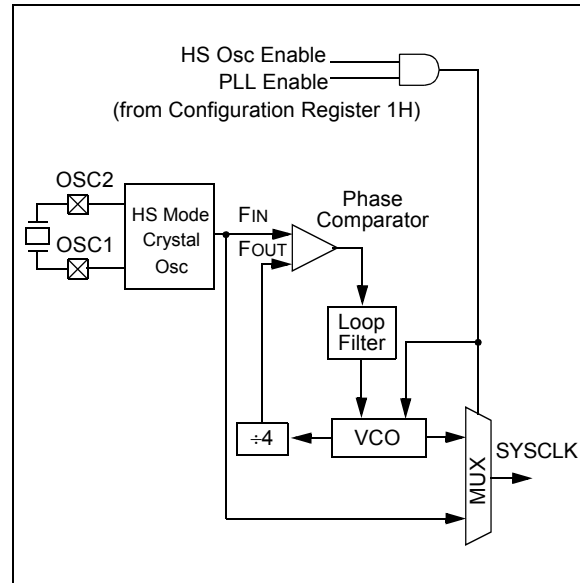 HS Osc Enable
PLL Enable
(from Configuration Register 1H)
OSC2
OSC1
HS Mode
Crystal
Osc
FIN
FOUT
Phase
Comparator
Loop
Filter
÷4
VCO
MUX
SYSCLK